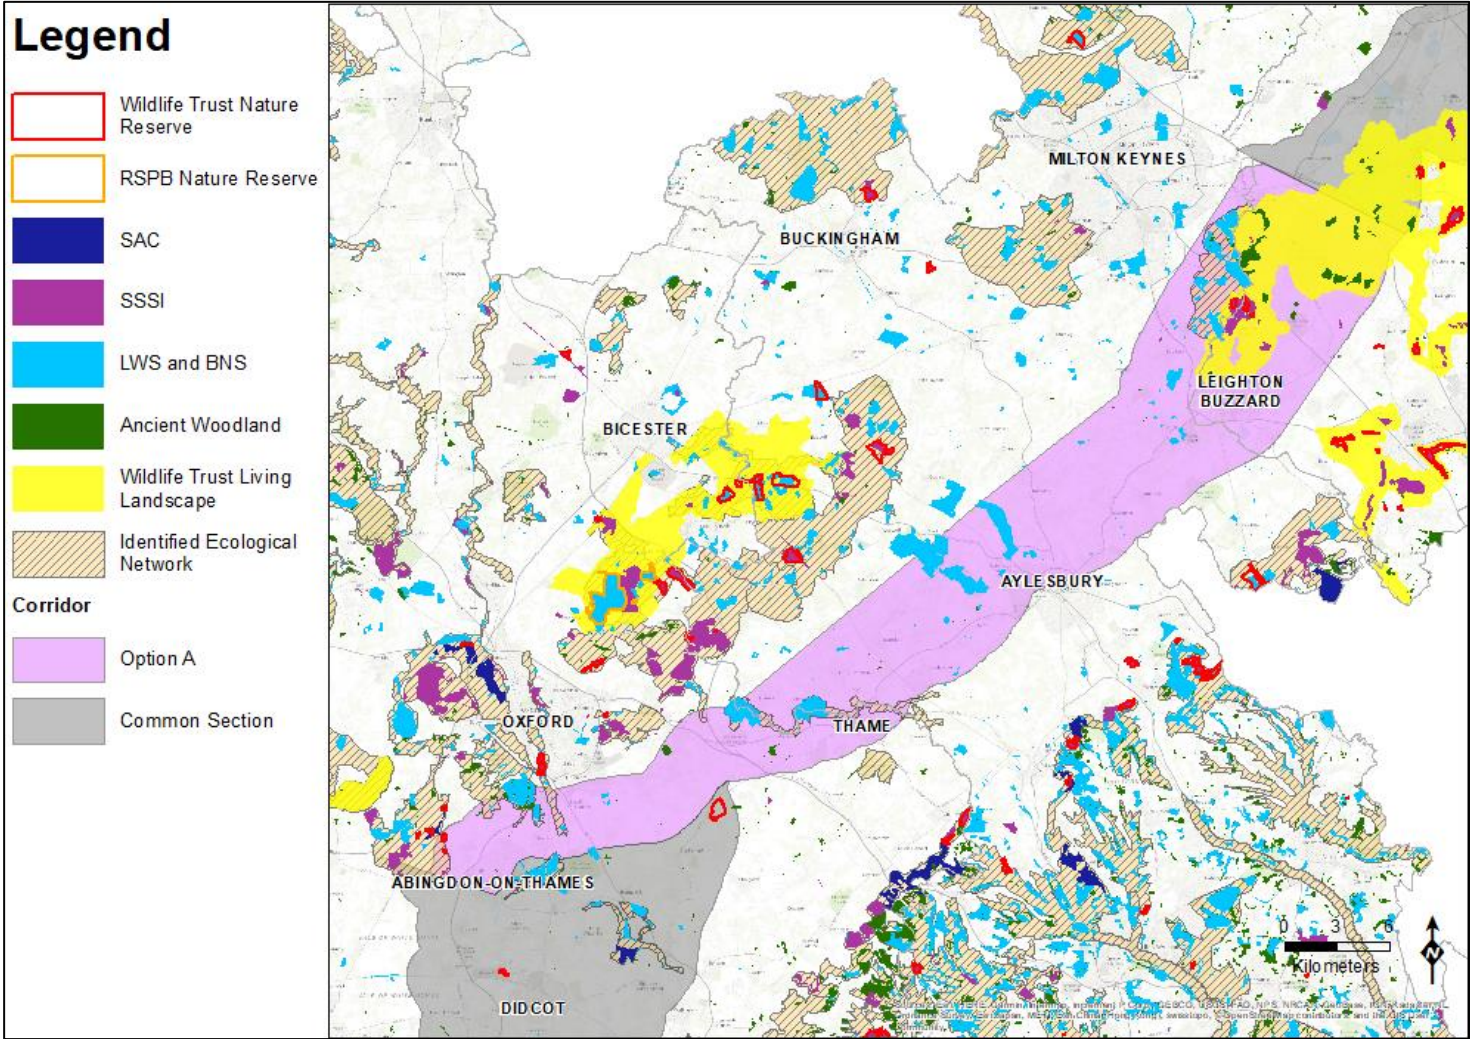 Legend
Wildlife Trust Nature
Reserve
RSPB Nature Reserve
SAC
SSSI
LWS and BNS
Ancient Woodland
Wildlife Trust Living
Landscape
Identified Ecological
Network
Corridor
Option A
Common Section
MILTON KEYNES
BUCKINGHAM
LEIGHTON
BUZZARD
BICESTER
AYLESBURY
OXFORD
THAME
ABINGDON-ON-THAMES
DIDCOT
0 3 6
Kilometers
N